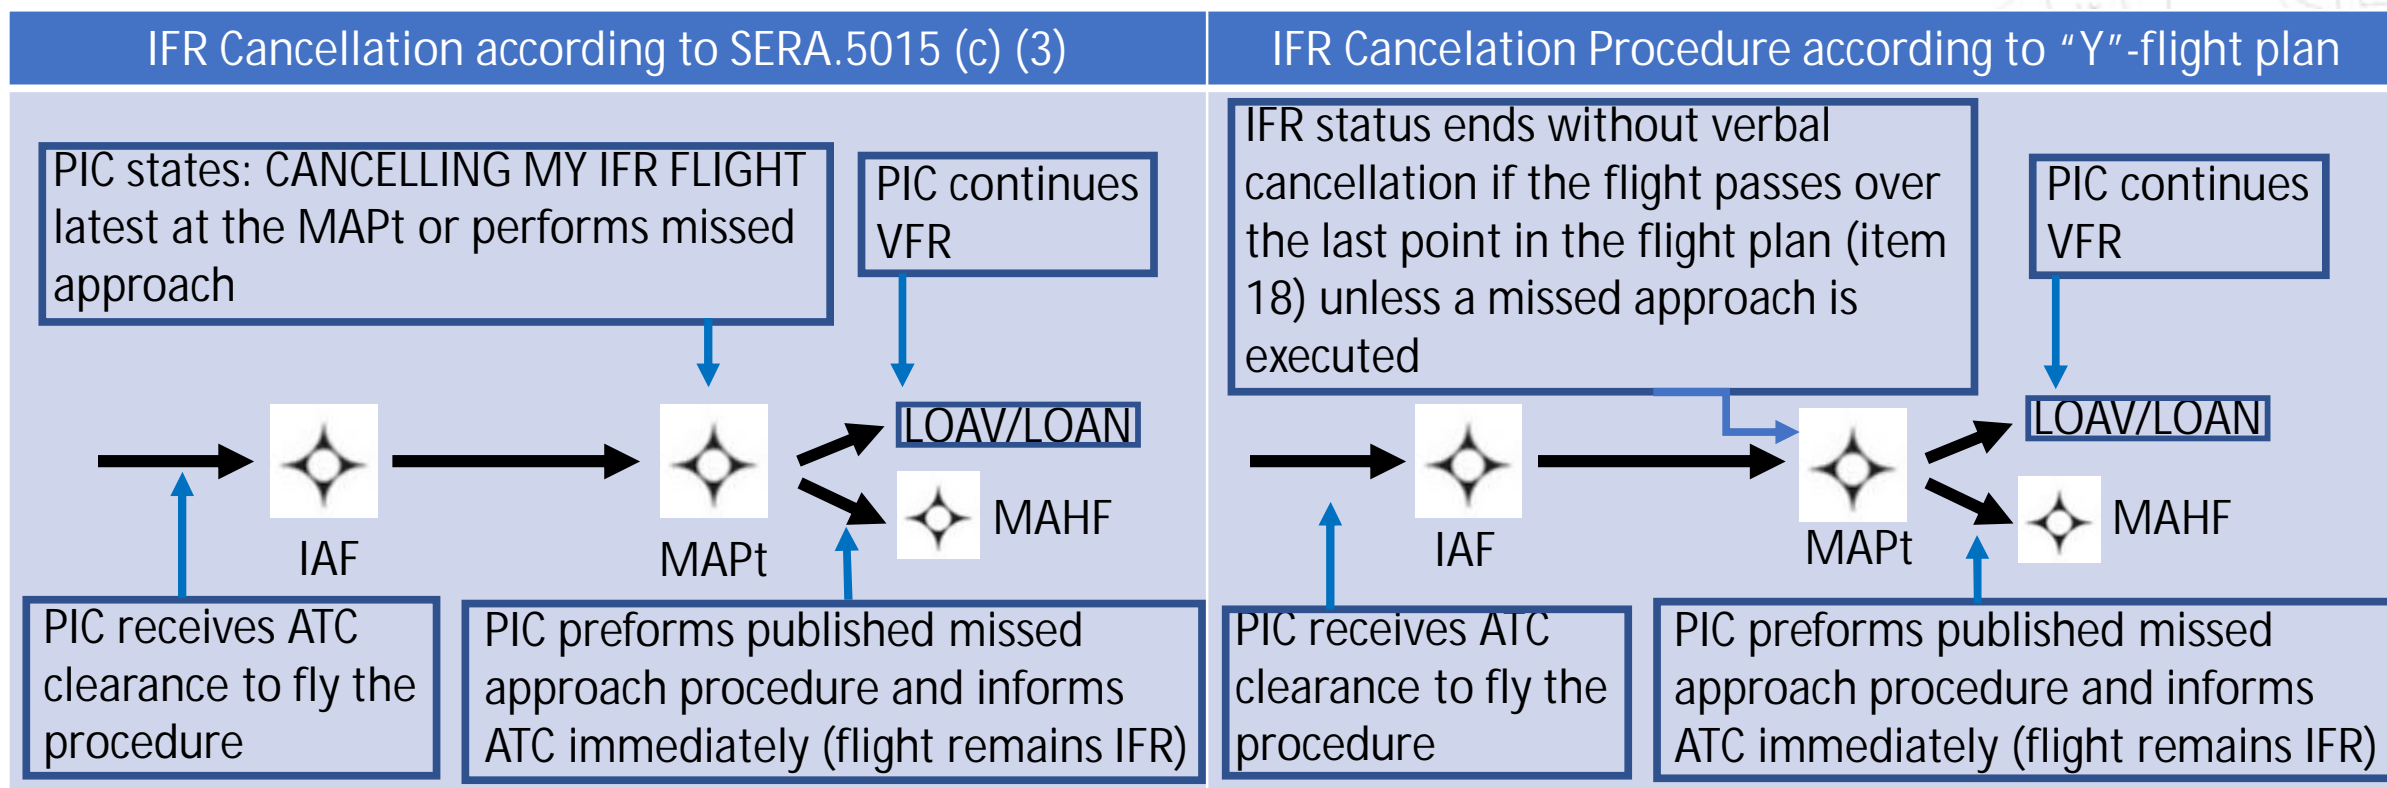 IFR Cancellation according to SERA.5015 (c) (3)
PIC states: CANCELLING MY IFR FLIGHT
latest at the MAPt or performs missed
approach
PIC continues
VFR
LOAV/LOAN
IAF
MAPt
MAHF
PIC receives ATC
clearance to fly the
procedure
PIC preforms published missed
approach procedure and informs
ATC immediately (flight remains IFR)
IFR Cancelation Procedure according to “Y”-flight plan
IFR status ends without verbal
cancellation if the flight passes over
the last point in the flight plan (item
18) unless a missed approach is
executed
PIC continues
VFR
LOAV/LOAN
IAF
MAPt
MAHF
PIC receives ATC
clearance to fly the
procedure
PIC preforms published missed
approach procedure and informs
ATC immediately (flight remains IFR)